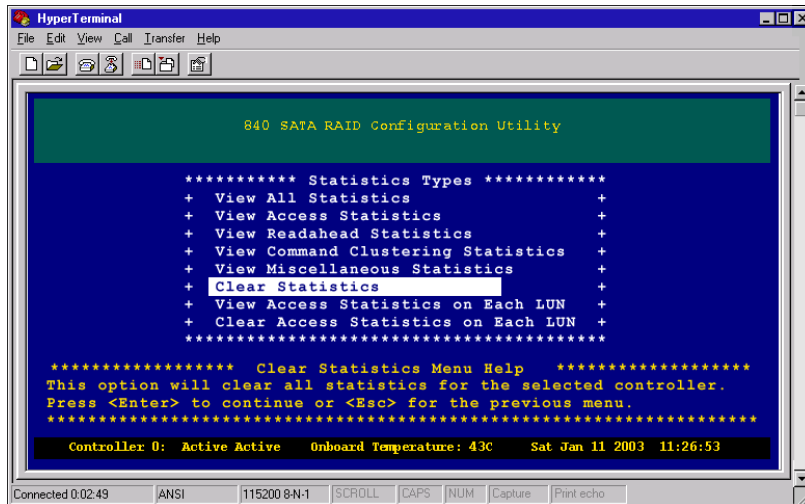 HyperTerminal
File Edit View Call Transfer Help
840 SATA RAID Configuration Utility
*********** Statistics Types ************
+ View All Statistics +
+ View Access Statistics +
+ View Readahead Statistics +
+ View Command Clustering Statistics +
+ View Miscellaneous Statistics +
+ Clear Statistics +
+ View Access Statistics on Each LUN +
+ Clear Access Statistics on Each LUN +
*****************************************
****************** Clear Statistics Menu Help *******************
This option will clear all statistics for the selected controller.
Press <Enter> to continue or <Esc> for the previous menu.
********************************************************************
Controller 0: Active Active Onboard Temperature: 43C Sat Jan 11 2003 11:26:53
Connected 0:02:49 ANSI 115200 8-N-1 SCROLL CAPS NUM Capture Print echo